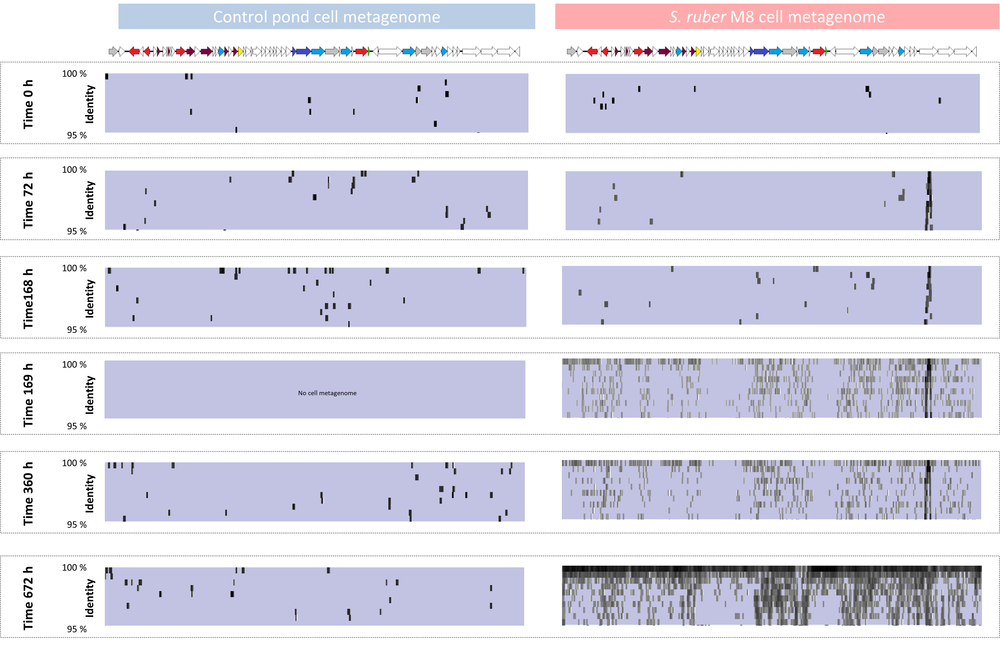 Control pond cell metagenome
S. ruber M8 cell metagenome
Time 0 h
Identity
100 %
95 %
Time 72 h
Identity
100 %
95 %
Time168 h
Identity
100 %
95 %
Time 169 h
Identity
100 %
95 %
No cell metagenome
Time 360 h
Identity
100 %
95 %
Time 672 h
Identity
100 %
95 %